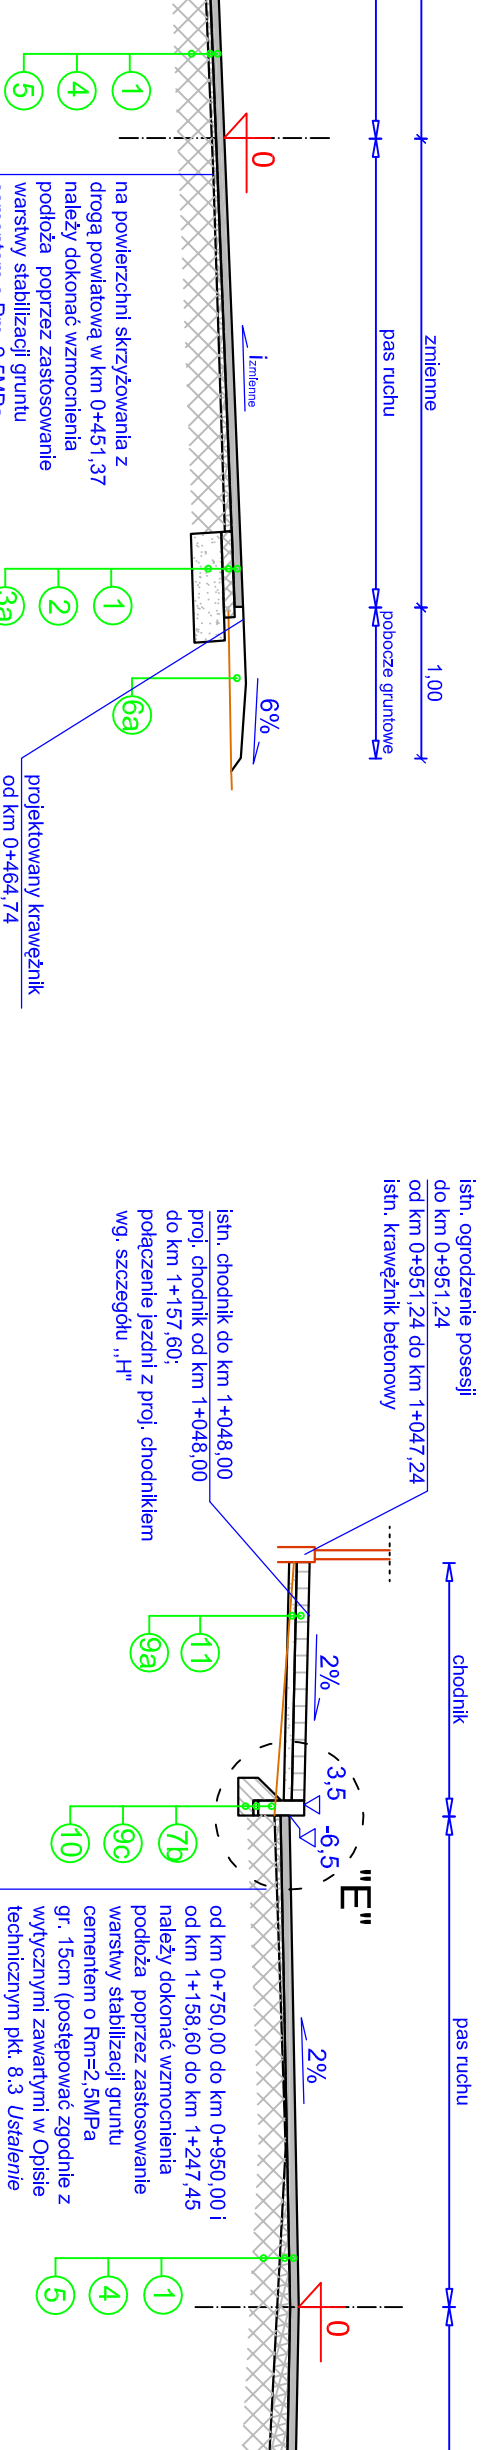 zmienne
1,00
pas ruchu
pobocze gruntowe
izmienne
6%
0
1
4
5
1
2
3a
6a
na powierzchni skrzyżowania z
drogą powiatową w km 0+451,37
należy dokonać wzmocnienia
podłoża poprzez zastosowanie
warstwy stabilizacji gruntu
projektowany krawężnik
od km 0+464,74
istn. ogrodzenie posesji
do km 0+951,24
od km 0+951,24 do km 1+047,24
istn. krawężnik betonowy
istn. chodnik do km 1+048,00
proj. chodnik od km 1+048,00
do km 1+157,60;
połączenie jezdni z proj. chodnikiem
wg. szczegółu ,,H"
chodnik
pas ruchu
2%
3,5
-6,5
"E"
2%
0
11
9a
7b
9c
10
1
4
5
od km 0+750,00 do km 0+950,00 i
od km 1+158,60 do km 1+247,45
należy dokonać wzmocnienia
podłoża poprzez zastosowanie
warstwy stabilizacji gruntu
cementem o Rm=2,5MPa
gr. 15cm (postępować zgodnie z
wytycznymi zawartymi w Opisie
technicznym pkt. 8.3 Ustalenie